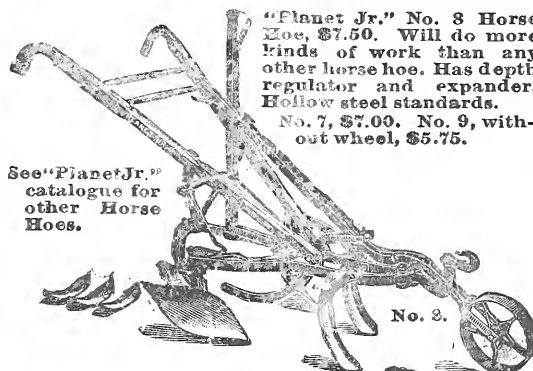 "Planet Jr." No. 8 Horse
Hoe, $7.50. Will do more
kinds of work than any
other horse hoe. Has depth
regulator and expander.
Hollow steel standards.
No. 7, $7.00. No. 9, with-
out wheel, $5.75.
See "Planet Jr."
catalogue for
other Horse
Hoes.
No. 8.